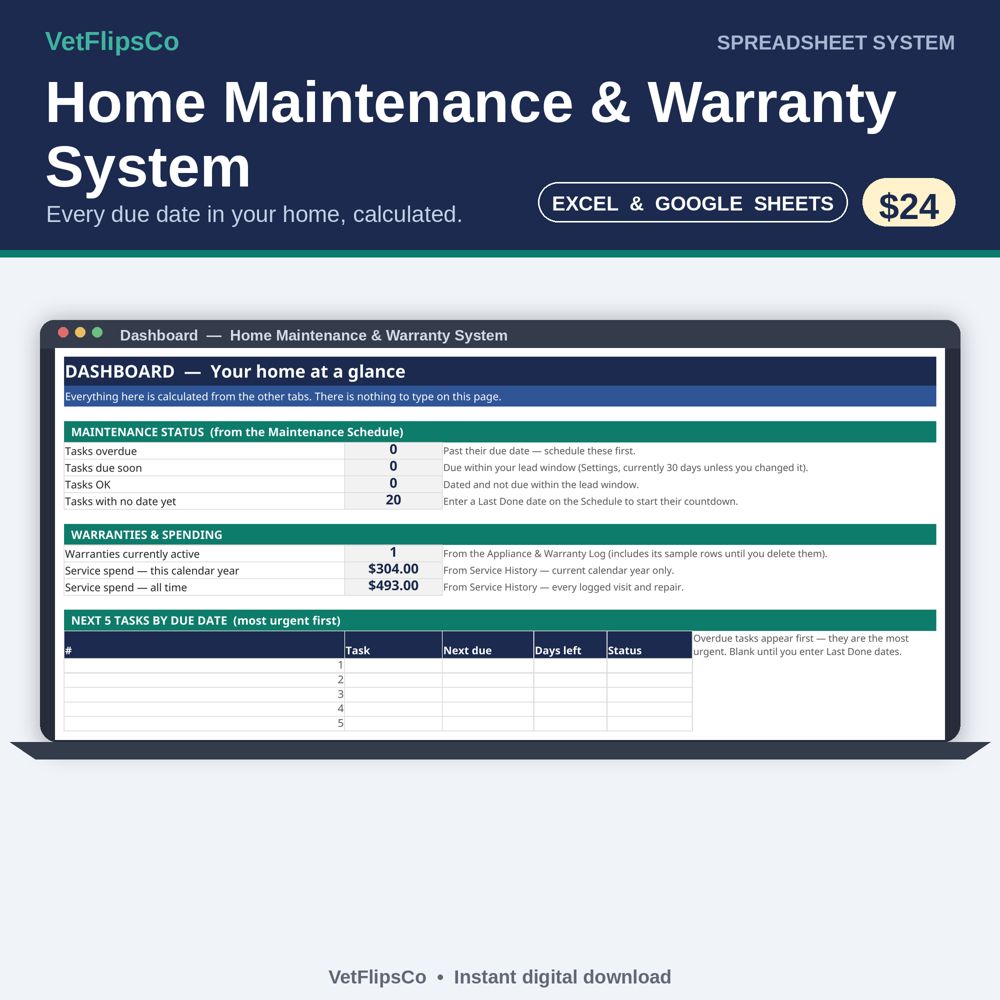 VetFlipsCo
SPREADSHEET SYSTEM
Home Maintenance & Warranty
System
Every due date in your home, calculated.
EXCEL & GOOGLE SHEETS
$24
Dashboard — Home Maintenance & Warranty System
DASHBOARD — Your home at a glance
Everything here is calculated from the other tabs. There is nothing to type on this page.
MAINTENANCE STATUS (from the Maintenance Schedule)
Tasks overdue 0 Past their due date — schedule these first.
Tasks due soon 0 Due within your lead window (Settings, currently 30 days unless you changed it).
Tasks OK 0 Dated and not due within the lead window.
Tasks with no date yet 20 Enter a Last Done date on the Schedule to start their countdown.
WARRANTIES & SPENDING
Warranties currently active 1 From the Appliance & Warranty Log (includes its sample rows until you delete them).
Service spend — this calendar year $304.00 From Service History — current calendar year only.
Service spend — all time $493.00 From Service History — every logged visit and repair.
NEXT 5 TASKS BY DUE DATE (most urgent first)
# Task Next due Days left Status
Overdue tasks appear first — they are the most
urgent. Blank until you enter Last Done dates.
1
2
3
4
5
VetFlipsCo • Instant digital download